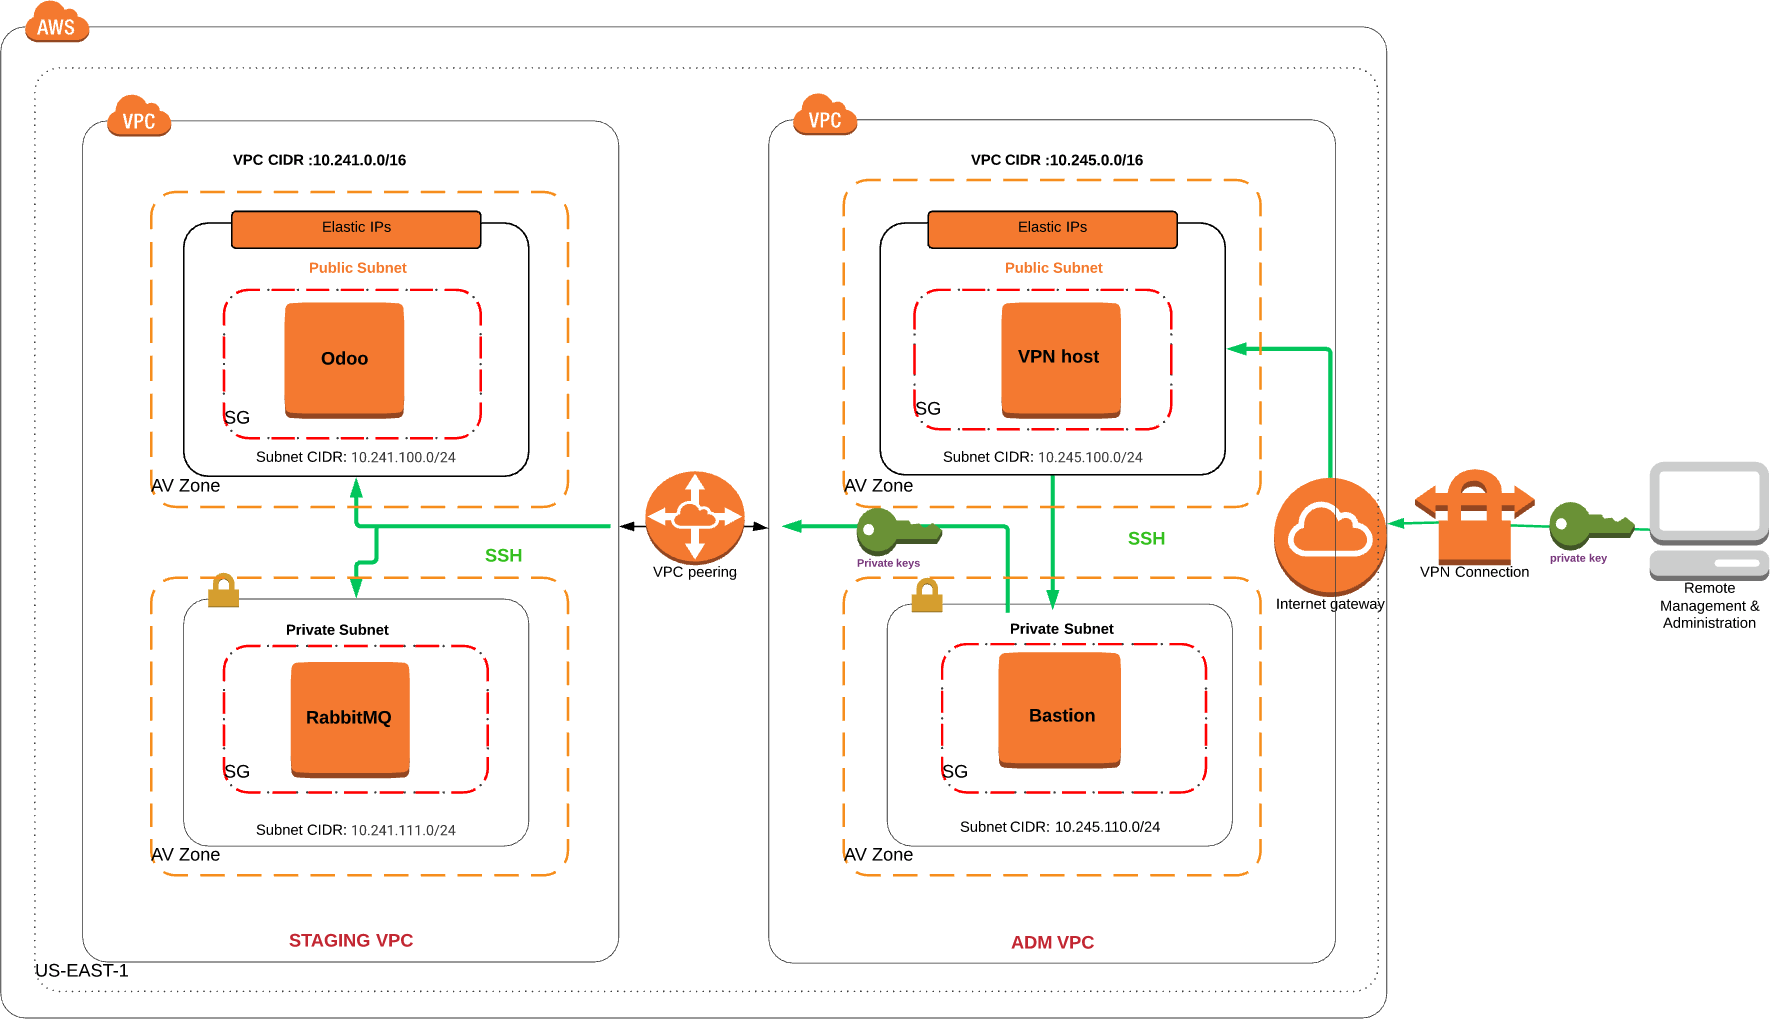 AWS
VPC
VPC CIDR :10.241.0.0/16
Elastic IPs
Public Subnet
Odoo
SG
Subnet CIDR: 10.241.100.0/24
AV Zone
SSH
Private Subnet
RabbitMQ
SG
Subnet CIDR: 10.241.111.0/24
AV Zone
STAGING VPC
US-EAST-1
VPC peering
VPC
VPC CIDR :10.245.0.0/16
Elastic IPs
Public Subnet
VPN host
SG
Subnet CIDR: 10.245.100.0/24
AV Zone
Private keys
SSH
Private Subnet
Bastion
SG
Subnet CIDR: 10.245.110.0/24
AV Zone
ADM VPC
Internet gateway
VPN Connection
private key
Remote
Management &
Administration